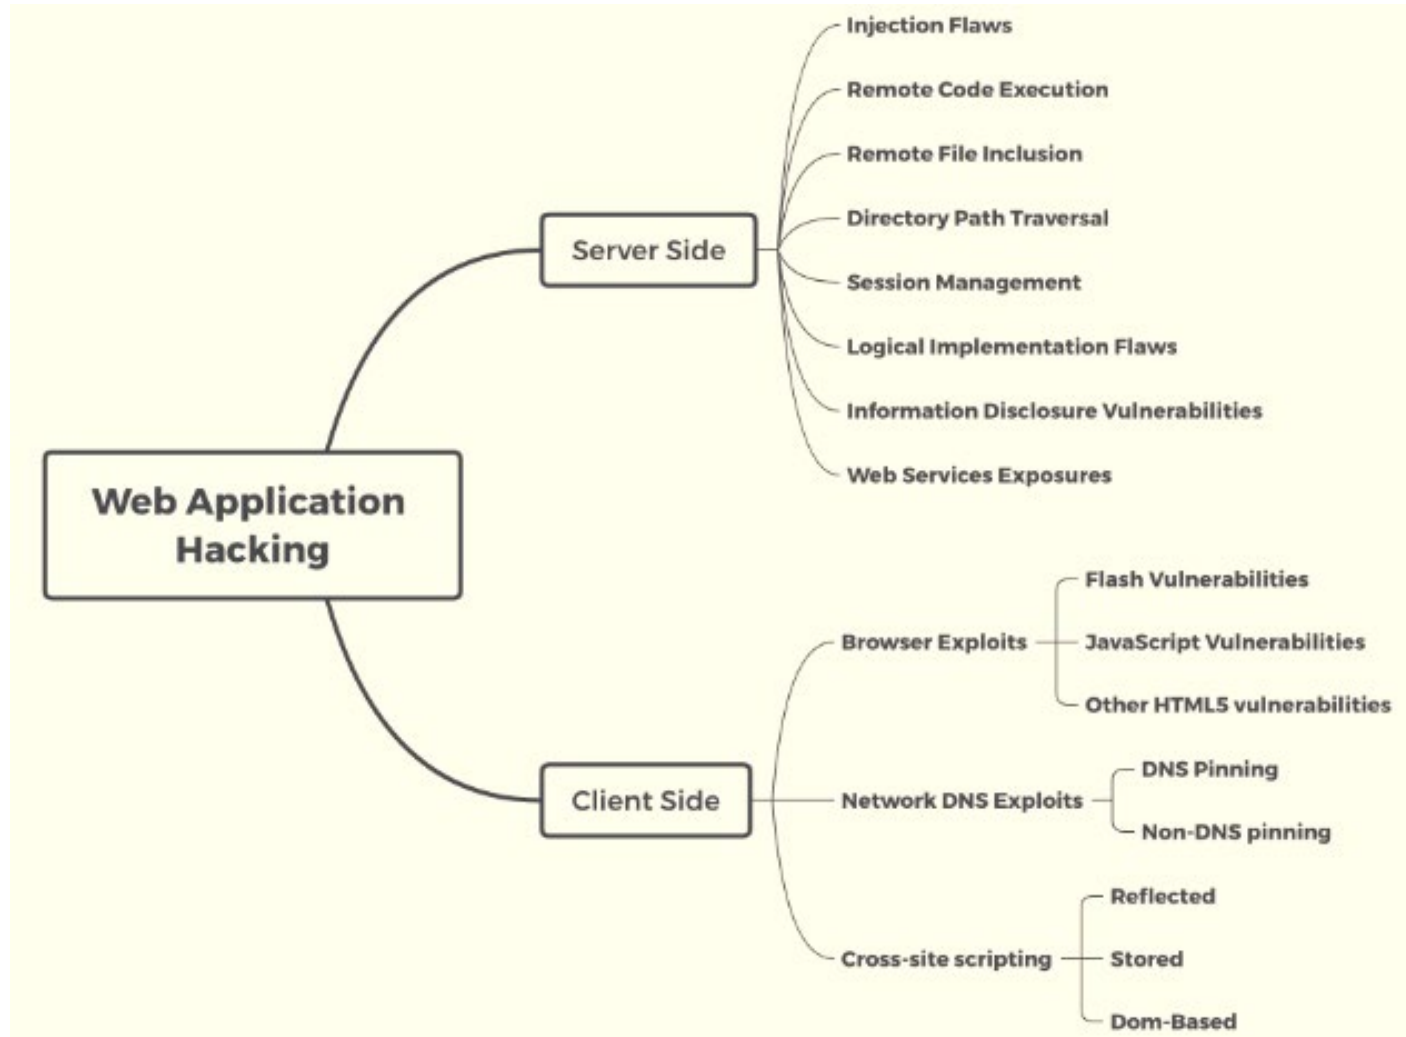 Web Application
Hacking
Server Side
Injection Flaws
Remote Code Execution
Remote File Inclusion
Directory Path Traversal
Session Management
Logical Implementation Flaws
Information Disclosure Vulnerabilities
Web Services Exposures
Client Side
Browser Exploits
Flash Vulnerabilities
JavaScript Vulnerabilities
Other HTML5 vulnerabilities
Network DNS Exploits
DNS Pinning
Non-DNS pinning
Cross-site scripting
Reflected
Stored
Dom-Based